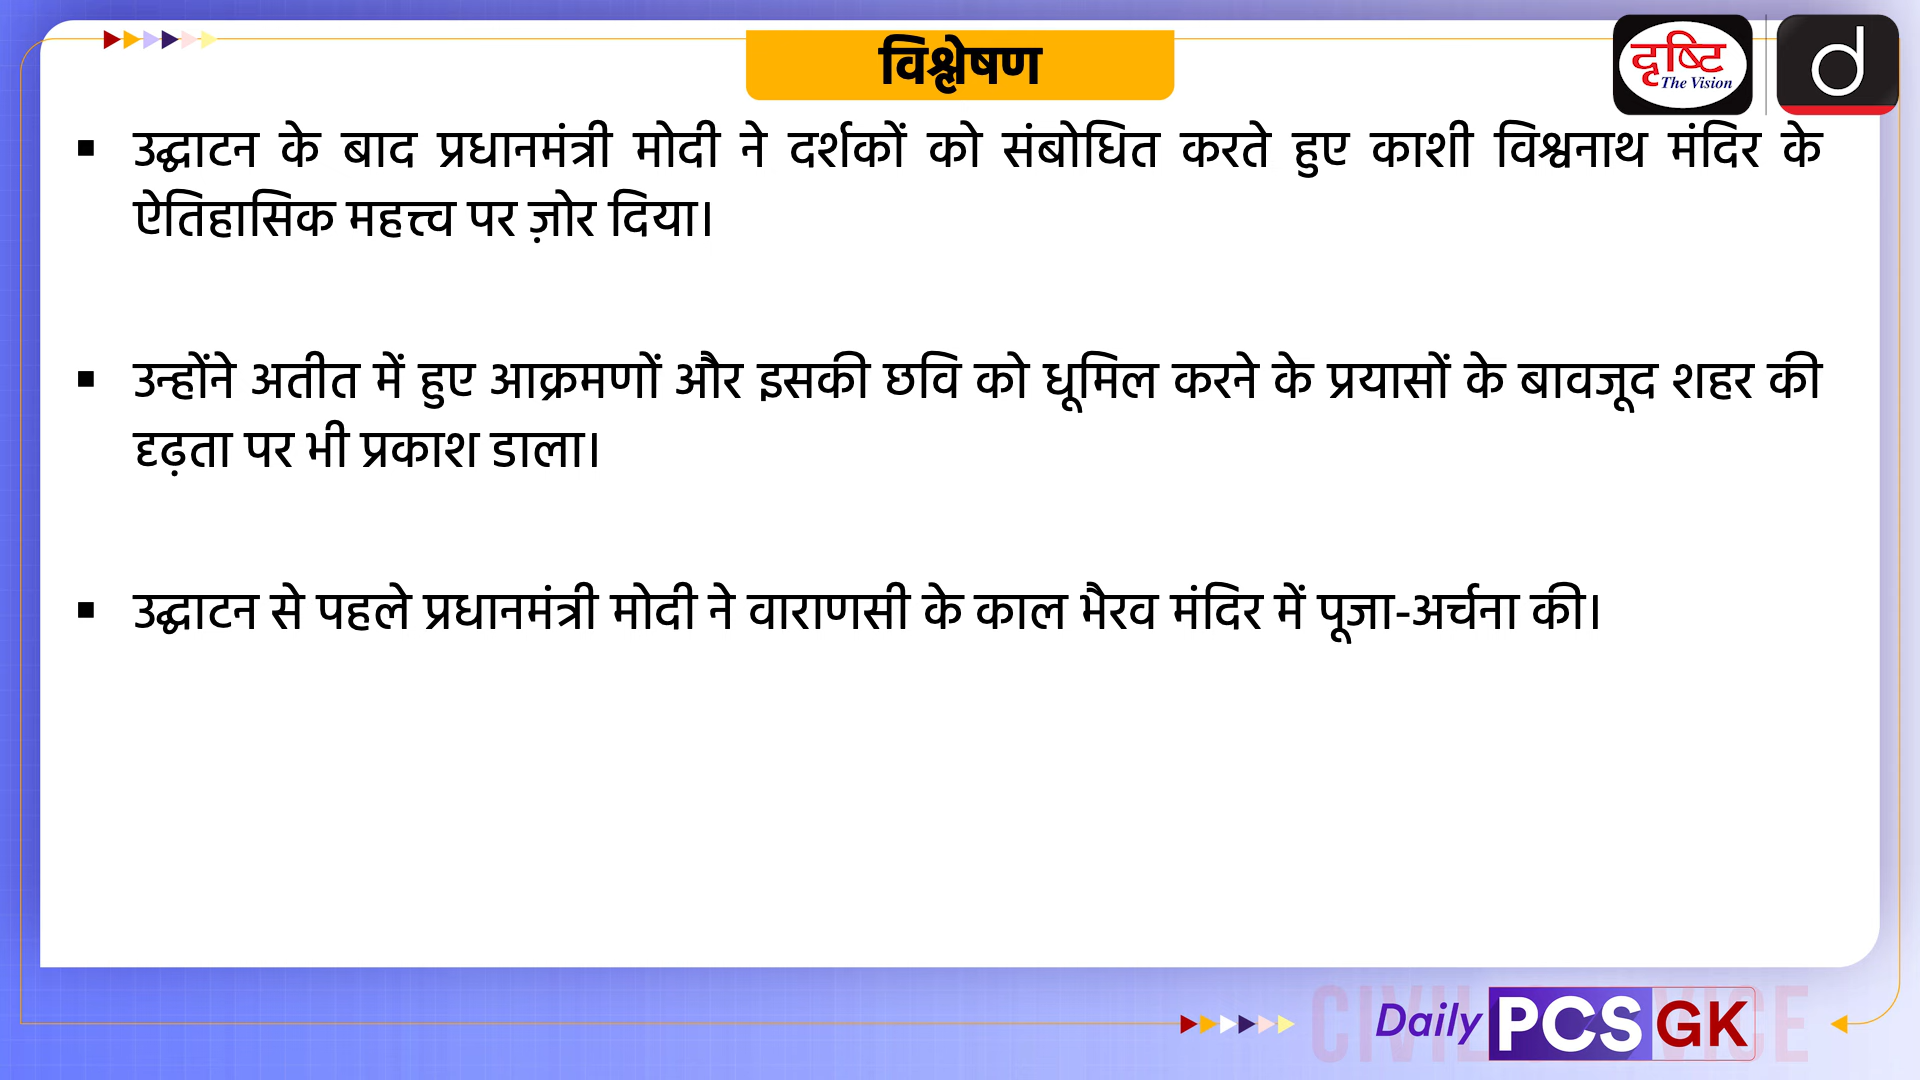 विश्लेषण
दृष्टि
The Vision
d
▪ उद्घाटन के बाद प्रधानमंत्री मोदी ने दर्शकों को संबोधित करते हुए काशी विश्वनाथ मंदिर के
ऐतिहासिक महत्त्व पर ज़ोर दिया।
▪ उन्होंने अतीत में हुए आक्रमणों और इसकी छवि को धूमिल करने के प्रयासों के बावजूद शहर की
दृढ़ता पर भी प्रकाश डाला।
▪ उद्घाटन से पहले प्रधानमंत्री मोदी ने वाराणसी के काल भैरव मंदिर में पूजा-अर्चना की।
Daily PCS GK